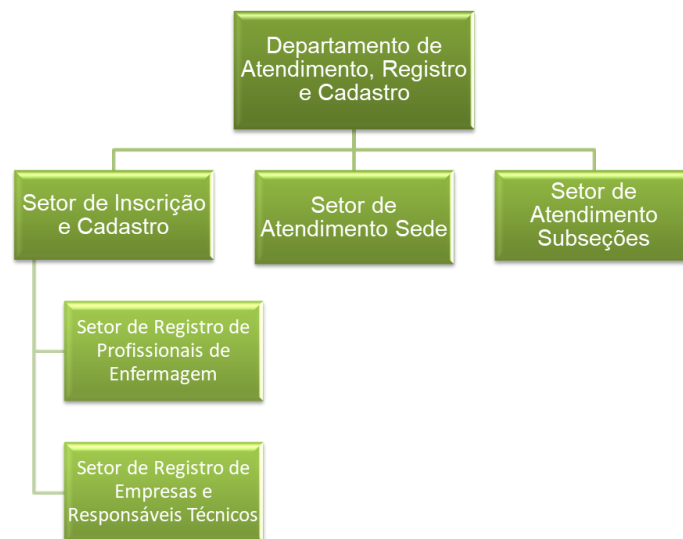 Departamento de
Atendimento, Registro
e Cadastro
Setor de Inscrição
e Cadastro
Setor de
Atendimento Sede
Setor de
Atendimento
Subseções
Setor de Registro de
Profissionais de
Enfermagem
Setor de Registro de
Empresas e
Responsáveis Técnicos